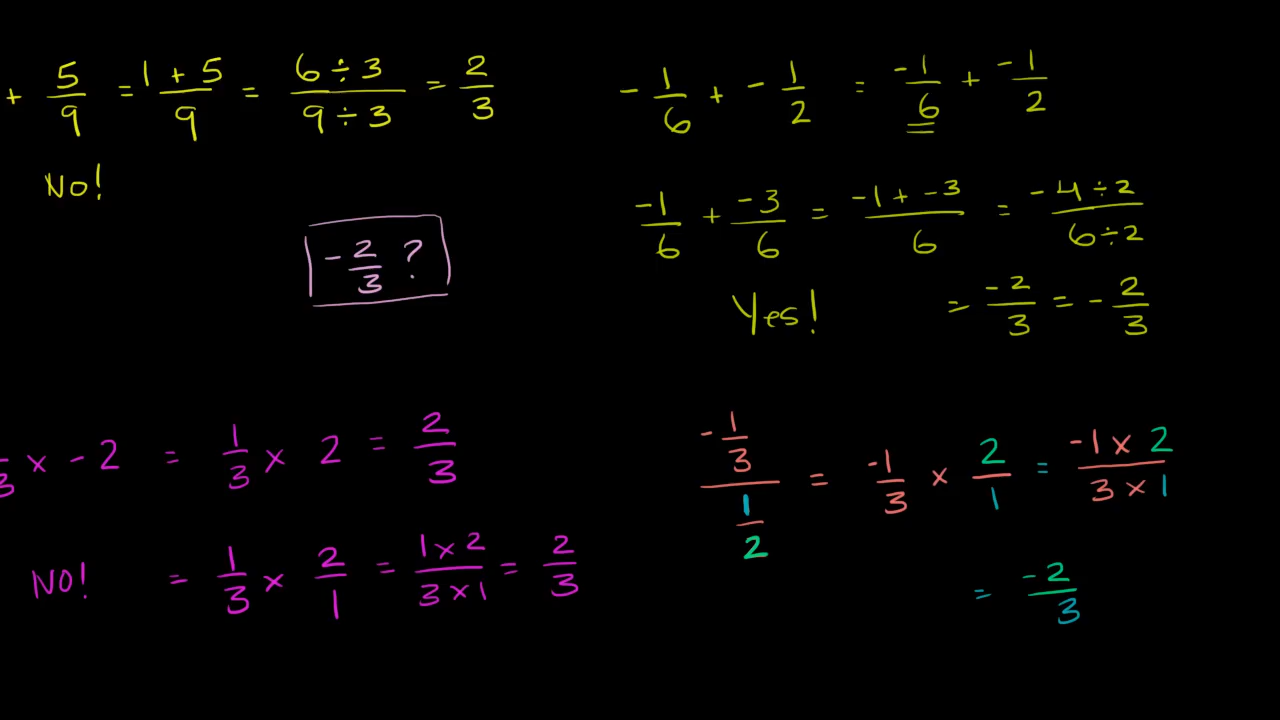 + 5/9 = 1 + 5/9 = 6 ÷ 3/9 ÷ 3 = 2/3
No!
- 2/3 ?
- 1/6 + - 1/2 = -1/6 + -1/2
-1/6 + -3/6 = -1 + -3/6 = -4 ÷ 2/6 ÷ 2
Yes! = -2/3 = - 2/3
/3 x -2 = 1/3 x 2 = 2/3
NO! = 1/3 x 2/1 = 1 x 2/3 x 1 = 2/3
-1/3/1/2 = -1/3 x 2/1 = -1 x 2/3 x 1
= -2/3